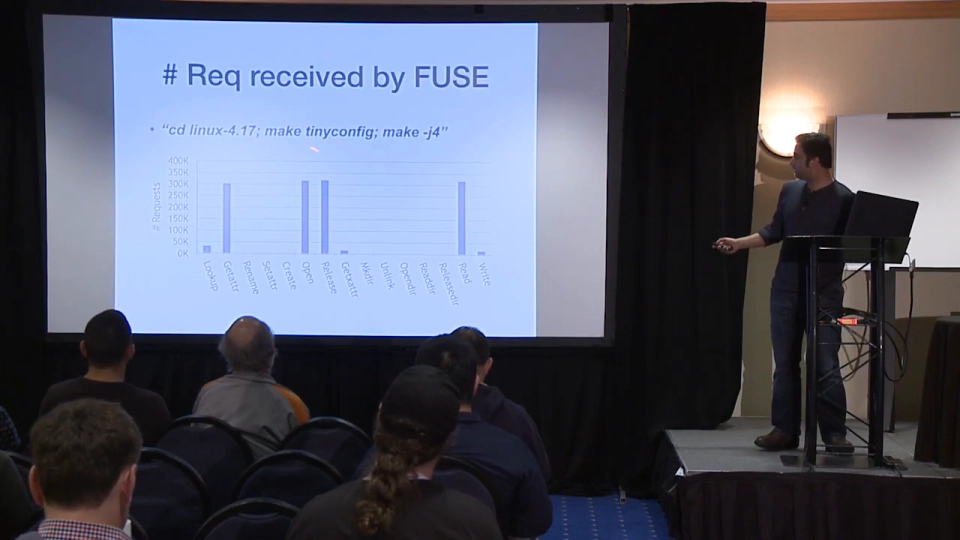 # Req received by FUSE
• “cd linux-4.17; make tinyconfig; make -j4”
# Requests
400K
350K
300K
250K
200K
150K
100K
50K
0K
Lookup
Getattr
Rename
Setattr
Create
Open
Release
Getxattr
Mkdir
Unlink
Opendir
Readdir
Releasedir
Read
Write